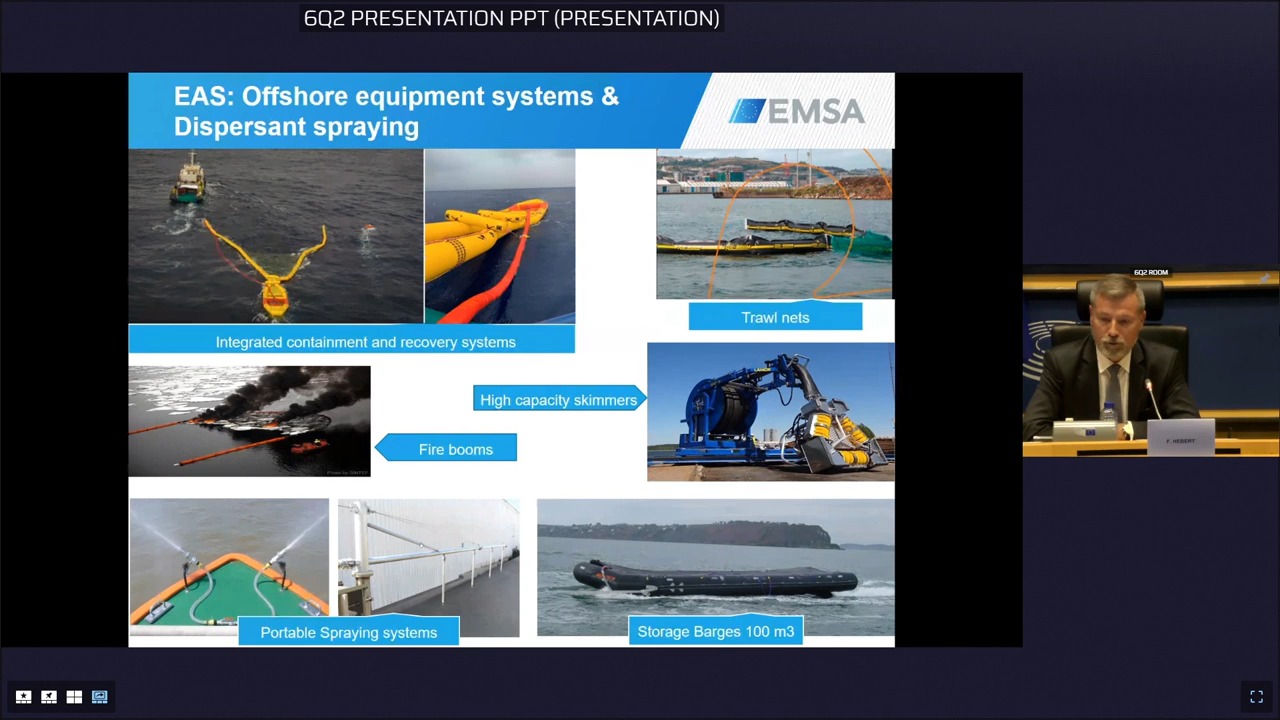 6Q2 PRESENTATION PPT (PRESENTATION)
EAS: Offshore equipment systems &
Dispersant spraying
EMSA
Integrated containment and recovery systems
Trawl nets
High capacity skimmers
Fire booms
Portable Spraying systems
Storage Barges 100 m3
6Q2 ROOM
F. HEBERT